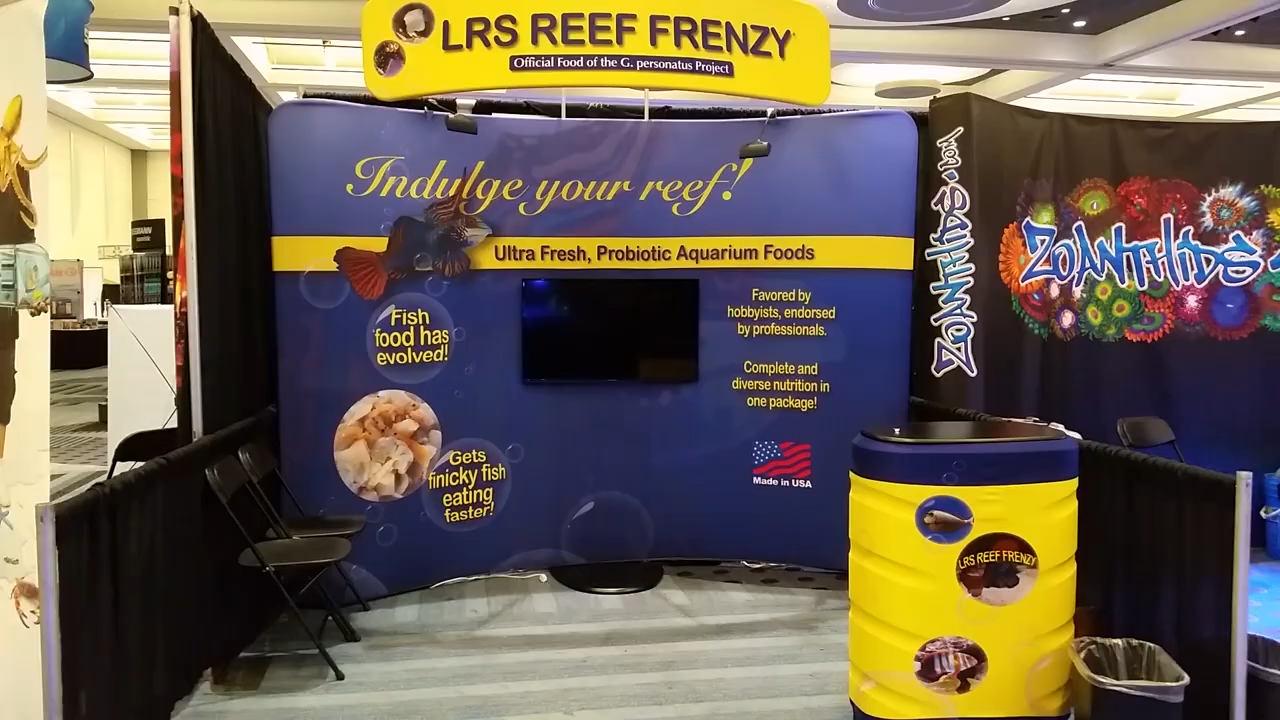 LRS REEF FRENZY
Official Food of the G. personatus Project
Indulge your reef!
Ultra Fresh, Probiotic Aquarium Foods
Fish
food has
evolved!
Favored by
hobbyists, endorsed
by professionals.
Complete and
diverse nutrition in
one package!
Gets
finicky fish
eating
faster!
Made in USA
LRS REEF FRENZY
ZOANTHIDS.COM
ZOANTHIDS